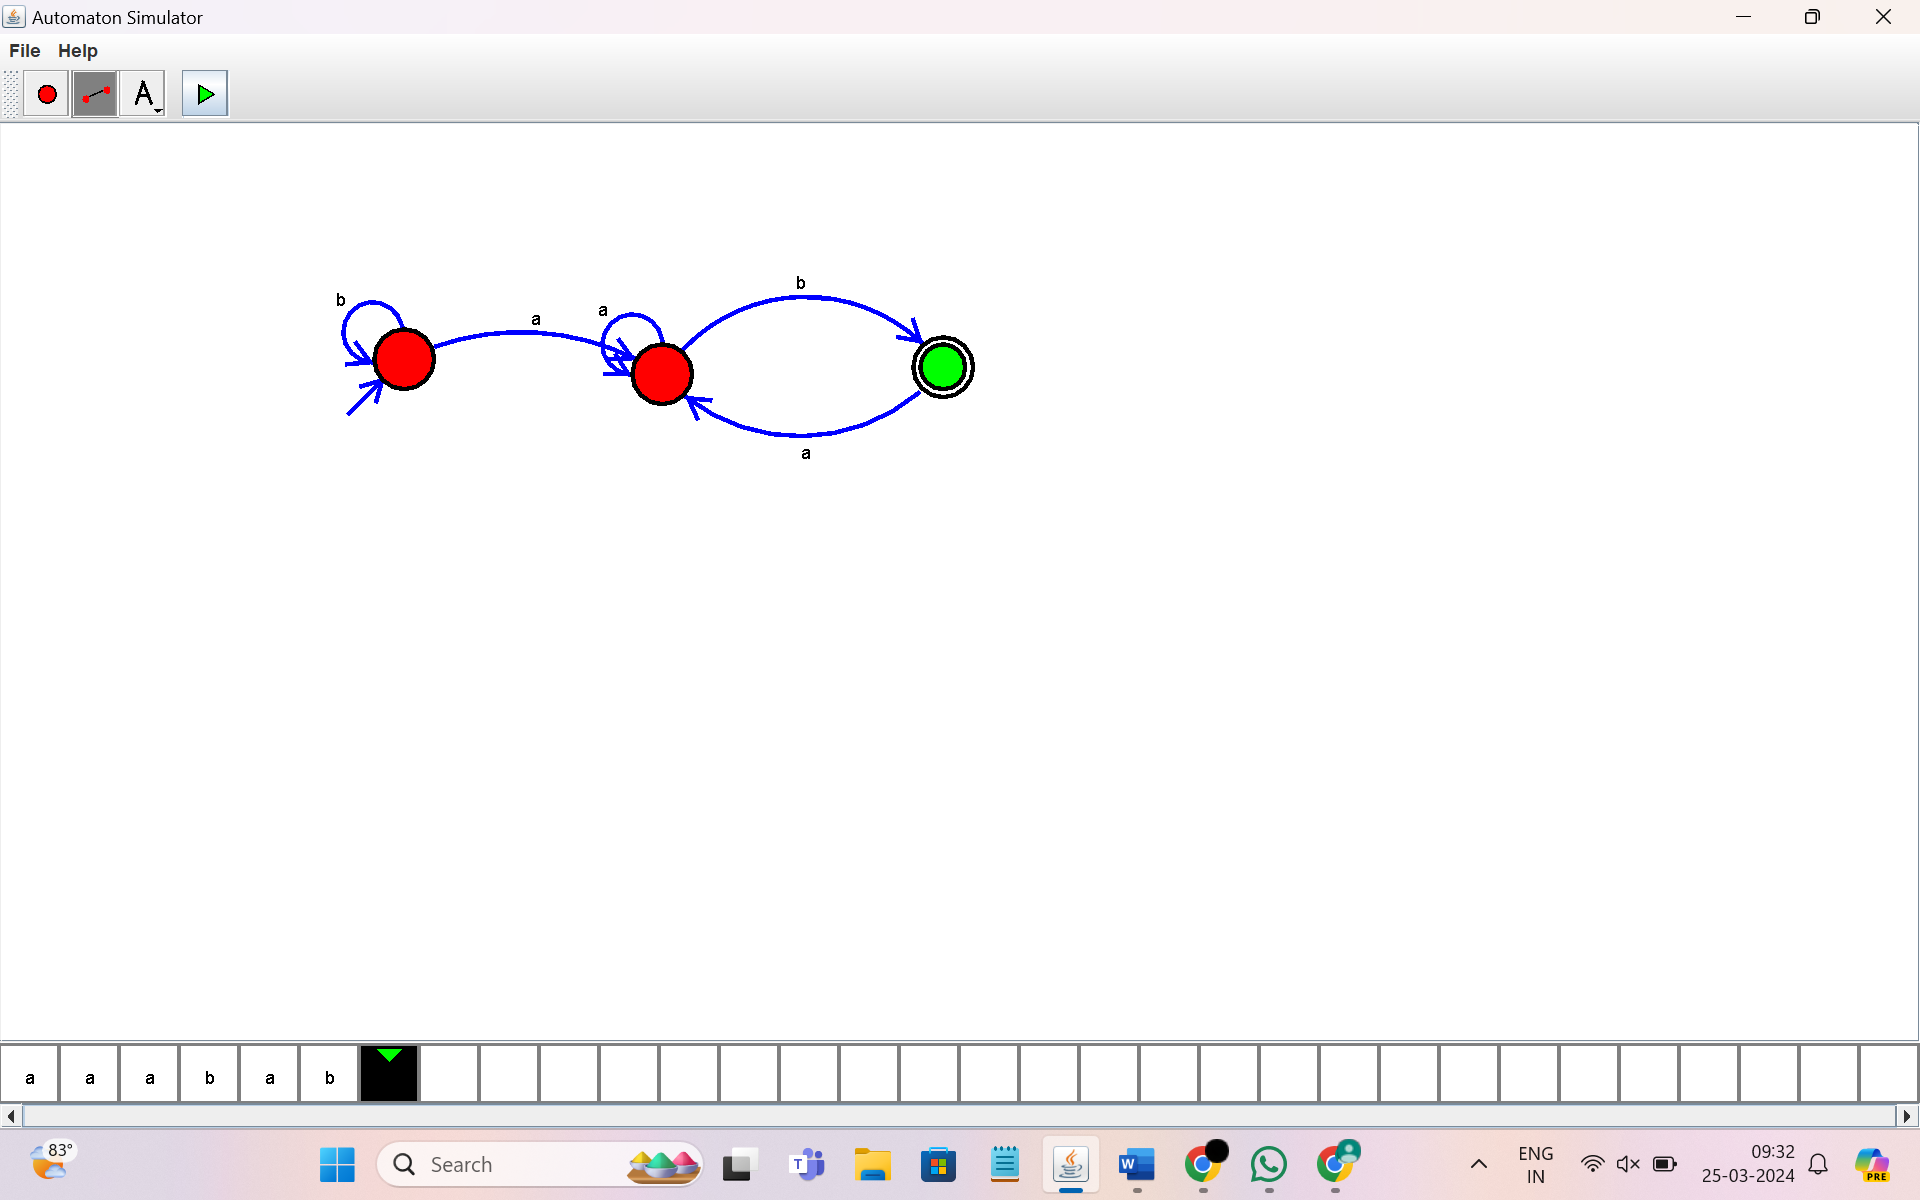 Automaton Simulator
File Help
A
b
a
a
b
a
a a a b a b
83°
Search
ENG
IN
09:32
25-03-2024
PRE